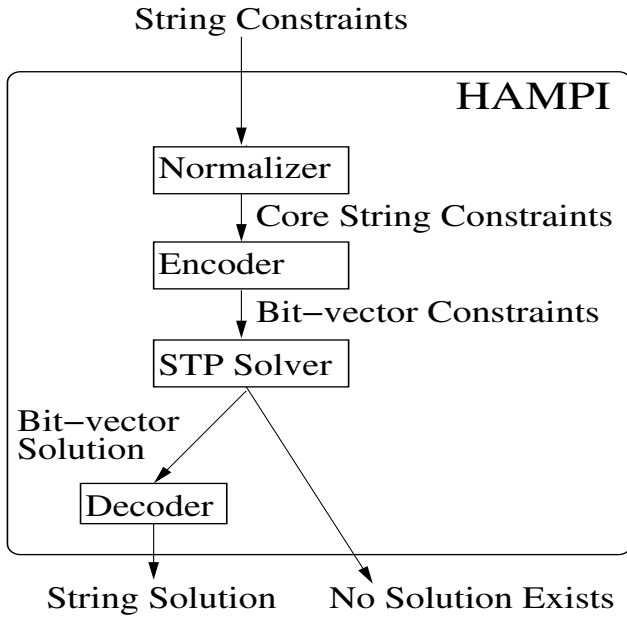 String Constraints
HAMPI
Normalizer
Core String Constraints
Encoder
Bit−vector Constraints
STP Solver
Bit−vector
Solution
Decoder
String Solution
No Solution Exists